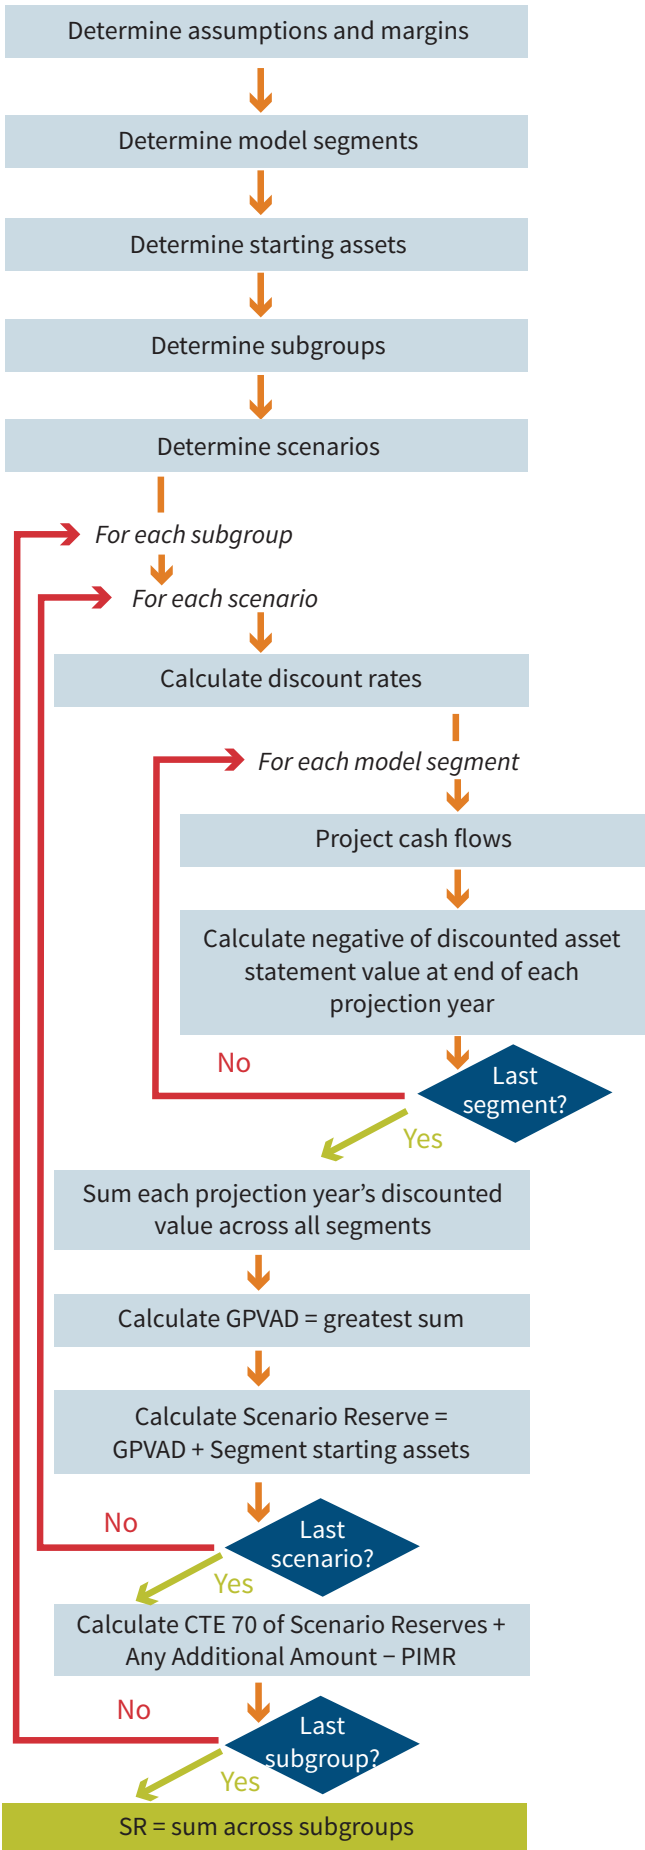 Determine assumptions and margins
Determine model segments
Determine starting assets
Determine subgroups
Determine scenarios
For each subgroup
For each scenario
Calculate discount rates
For each model segment
Project cash flows
Calculate negative of discounted asset
statement value at end of each
projection year
No
Last
segment?
Yes
Sum each projection year’s discounted
value across all segments
Calculate GPVAD = greatest sum
Calculate Scenario Reserve =
GPVAD + Segment starting assets
No
Last
scenario?
Yes
Calculate CTE 70 of Scenario Reserves +
Any Additional Amount − PIMR
No
Last
subgroup?
Yes
SR = sum across subgroups